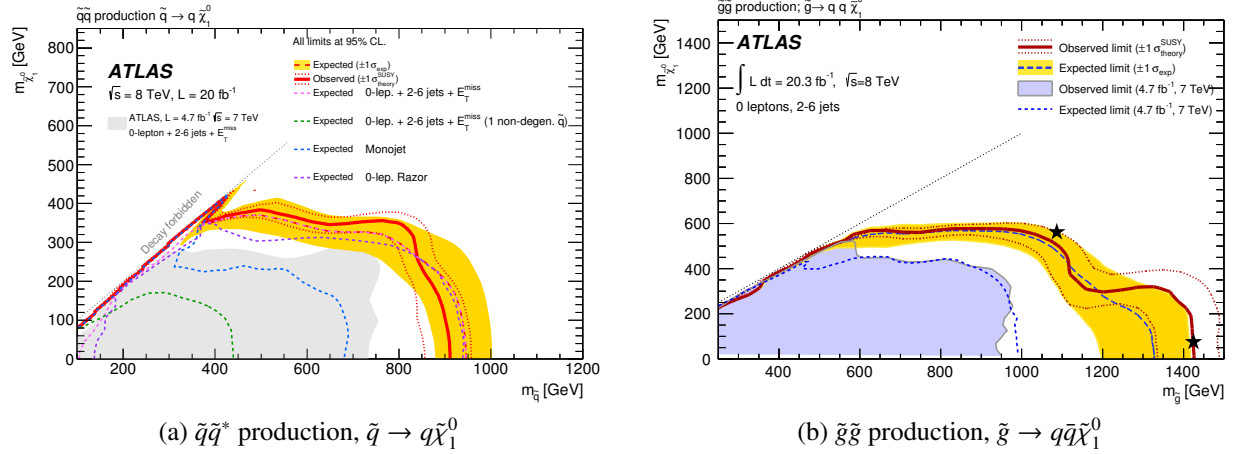 q̃q̃ production q̃ → q χ̃₁⁰
m_χ̃₁⁰ [GeV]
800
700
600
500
400
300
200
100
0
All limits at 95% CL.
ATLAS
√s = 8 TeV, L = 20 fb⁻¹
ATLAS, L = 4.7 fb⁻¹ √s = 7 TeV
0-lepton + 2-6 jets + E_T^miss
Expected (±1 σ_exp)
Observed (±1 σ_theory^SUSY)
Expected 0-lep. + 2-6 jets + E_T^miss
Expected 0-lep. + 2-6 jets + E_T^miss (1 non-degen. q̃)
Expected Monojet
Expected 0-lep. Razor
Decay forbidden
200 400 600 800 1000 1200
m_q̃ [GeV]
(a) q̃q̃* production, q̃ → qχ̃₁⁰
g̃g̃ production; g̃→ q q χ̃₁⁰
m_χ̃₁⁰ [GeV]
1400
1200
1000
800
600
400
200
0
ATLAS
∫ L dt = 20.3 fb⁻¹, √s=8 TeV
0 leptons, 2-6 jets
Observed limit (±1 σ_theory^SUSY)
Expected limit (±1 σ_exp)
Observed limit (4.7 fb⁻¹, 7 TeV)
Expected limit (4.7 fb⁻¹, 7 TeV)
400 600 800 1000 1200 1400
m_g̃ [GeV]
(b) g̃g̃ production, g̃ → qq̄χ̃₁⁰